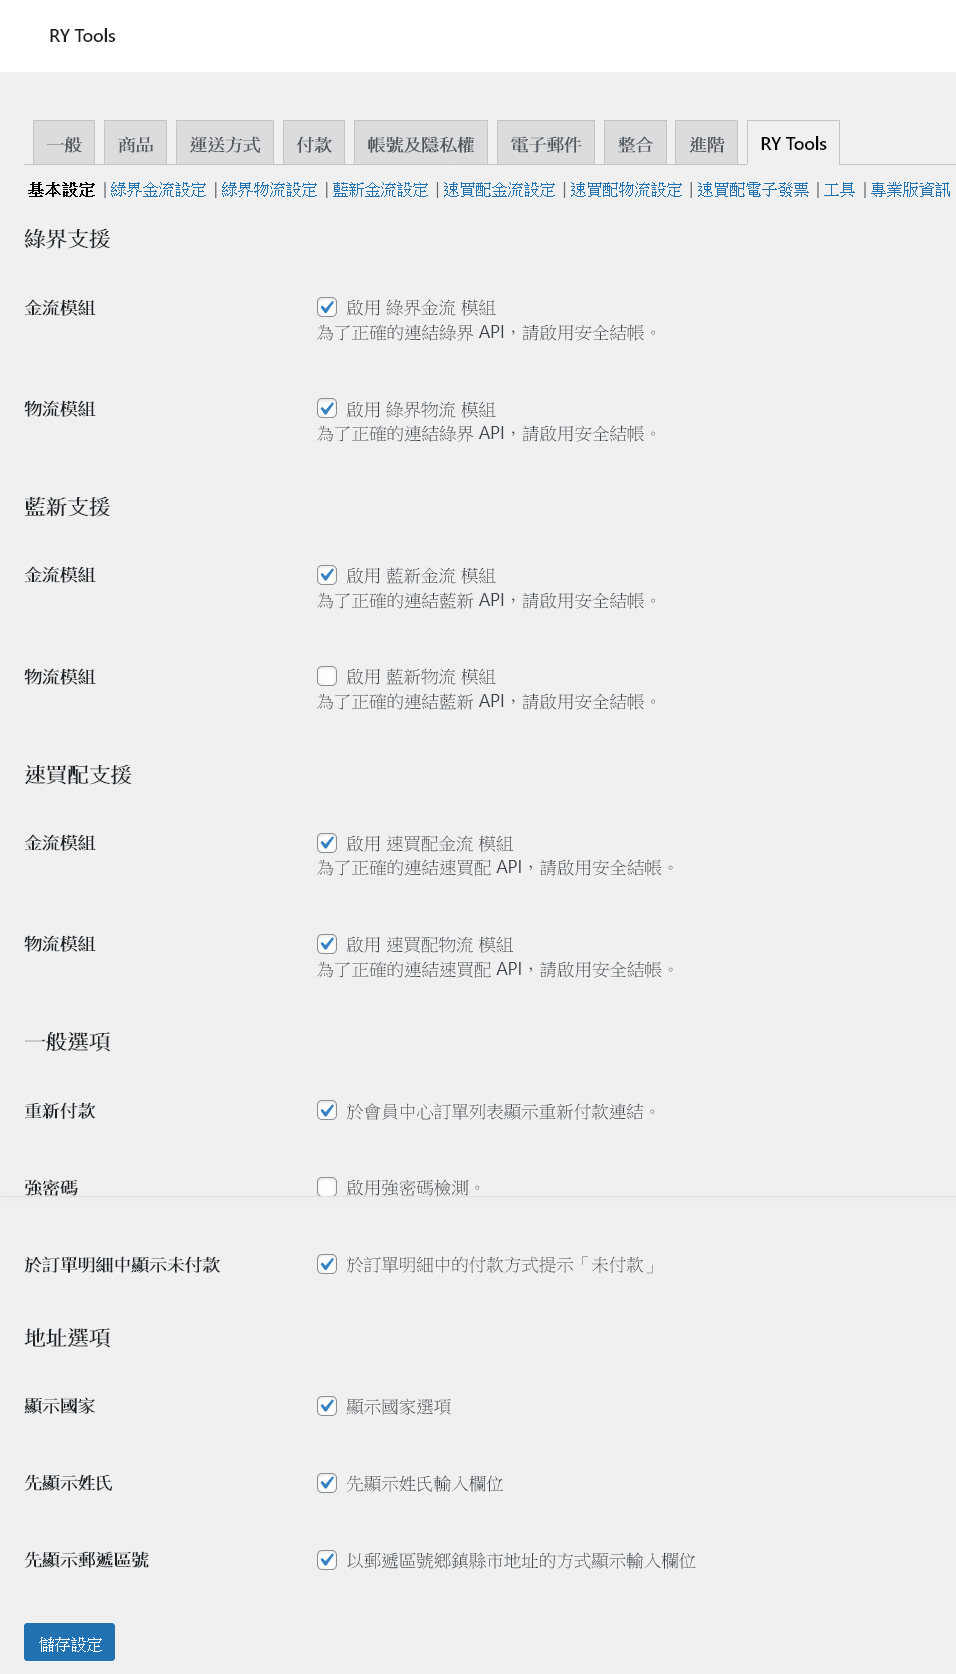 RY Tools
一般 商品 運送方式 付款 帳號及隱私權 電子郵件 整合 進階 RY Tools
基本設定 | 綠界金流設定 | 綠界物流設定 | 藍新金流設定 | 速買配金流設定 | 速買配物流設定 | 速買配電子發票 | 工具 | 專業版資訊
綠界支援
金流模組 啟用 綠界金流 模組
為了正確的連結綠界 API，請啟用安全結帳。
物流模組 啟用 綠界物流 模組
為了正確的連結綠界 API，請啟用安全結帳。
藍新支援
金流模組 啟用 藍新金流 模組
為了正確的連結藍新 API，請啟用安全結帳。
物流模組 啟用 藍新物流 模組
為了正確的連結藍新 API，請啟用安全結帳。
速買配支援
金流模組 啟用 速買配金流 模組
為了正確的連結速買配 API，請啟用安全結帳。
物流模組 啟用 速買配物流 模組
為了正確的連結速買配 API，請啟用安全結帳。
一般選項
重新付款 於會員中心訂單列表顯示重新付款連結。
強密碼 啟用強密碼檢測。
於訂單明細中顯示未付款 於訂單明細中的付款方式提示「未付款」
地址選項
顯示國家 顯示國家選項
先顯示姓氏 先顯示姓氏輸入欄位
先顯示郵遞區號 以郵遞區號鄉鎮縣市地址的方式顯示輸入欄位
儲存設定